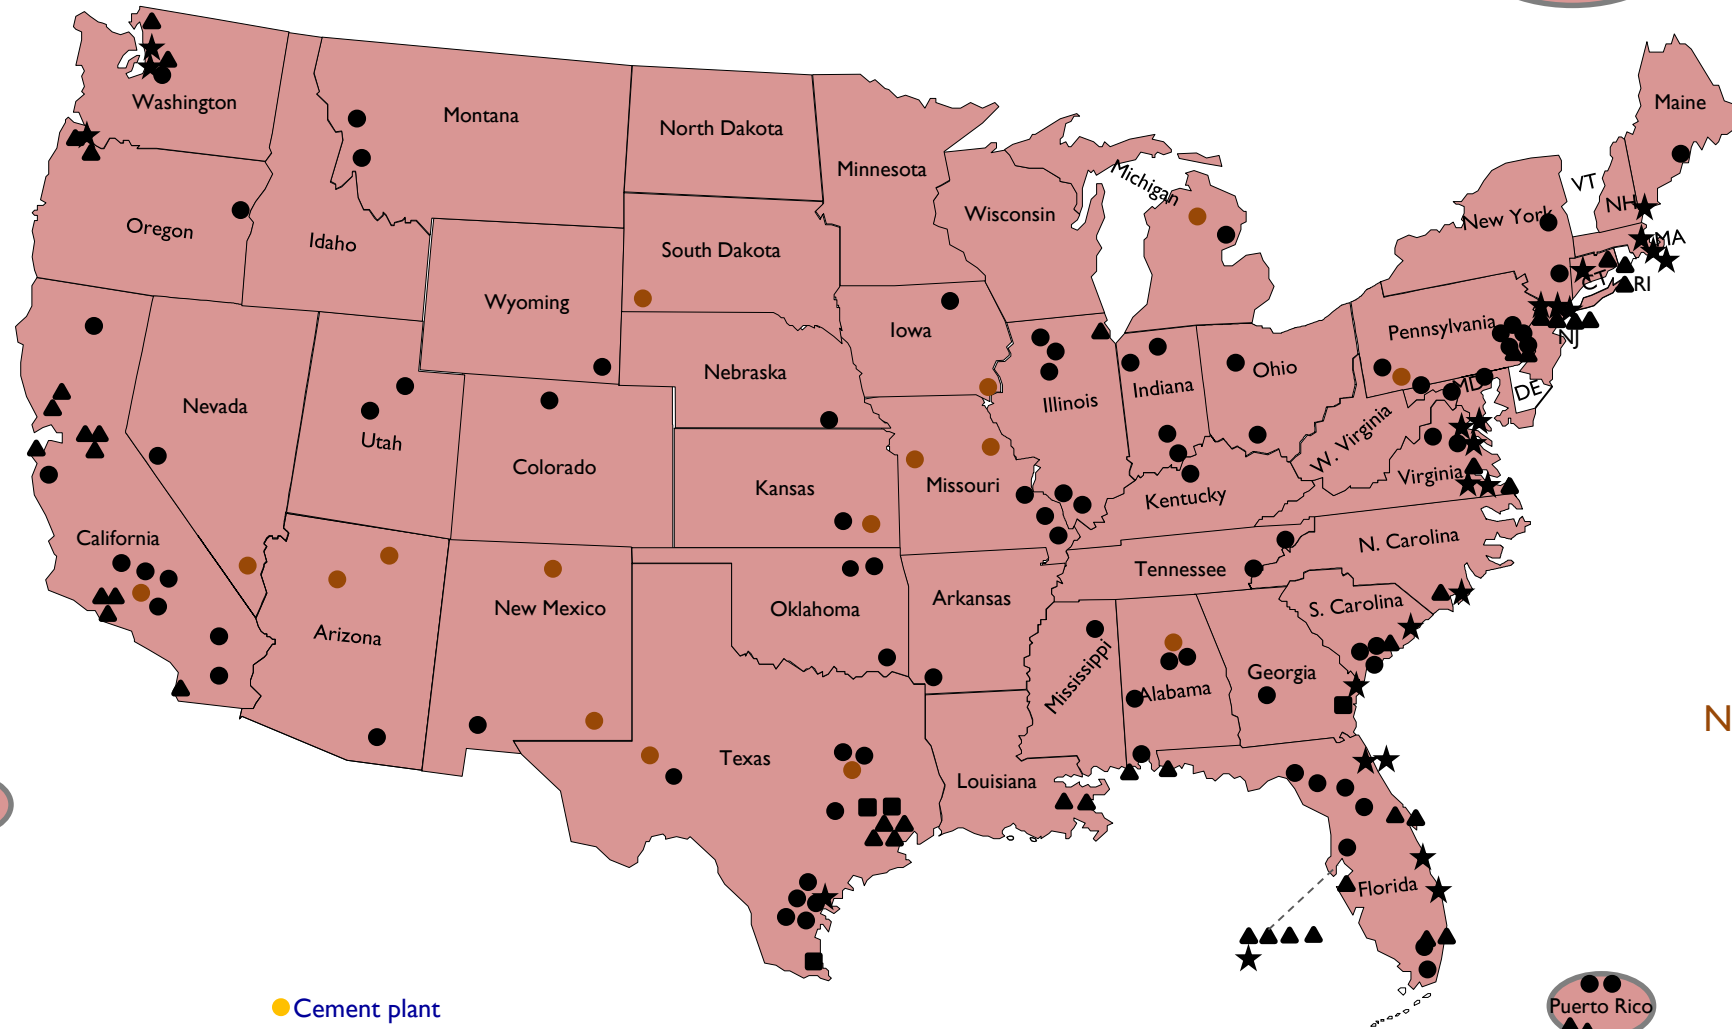 Maine
Washington
Montana
North Dakota
Minnesota
Michigan
VT
NH
New York
Wisconsin
Oregon
Idaho
South Dakota
MA
CT
RI
Wyoming
Iowa
Pennsylvania
NJ
Nebraska
Ohio
Indiana
MD
DE
Illinois
Nevada
Utah
W. Virginia
Colorado
Kansas
Missouri
Virginia
Kentucky
California
N. Carolina
Tennessee
New Mexico
Oklahoma
Arkansas
S. Carolina
Arizona
Mississippi
Georgia
Alabama
N
Texas
Louisiana
Florida
Cement plant
Puerto Rico